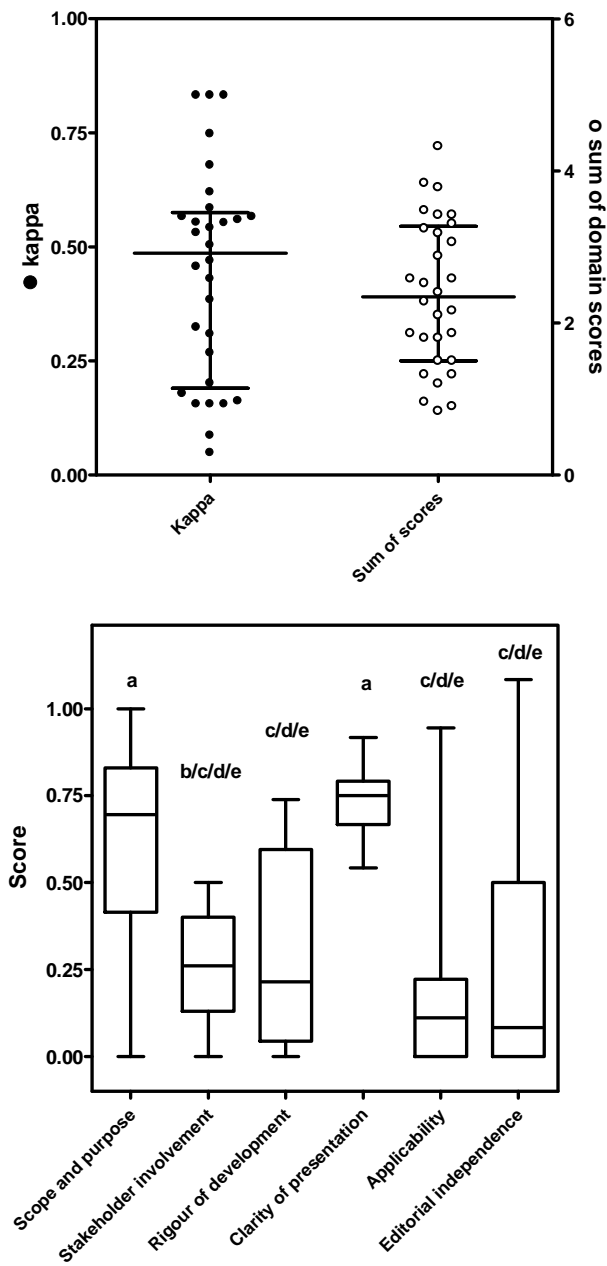 1.00
0.75
0.50
0.25
0.00
● kappa
6
4
2
0
o sum of domain scores
Kappa
Sum of scores
a
b/c/d/e
c/d/e
a
c/d/e
c/d/e
1.00
0.75
0.50
0.25
0.00
Score
Scope and purpose
Stakeholder involvement
Rigour of development
Clarity of presentation
Applicability
Editorial independence